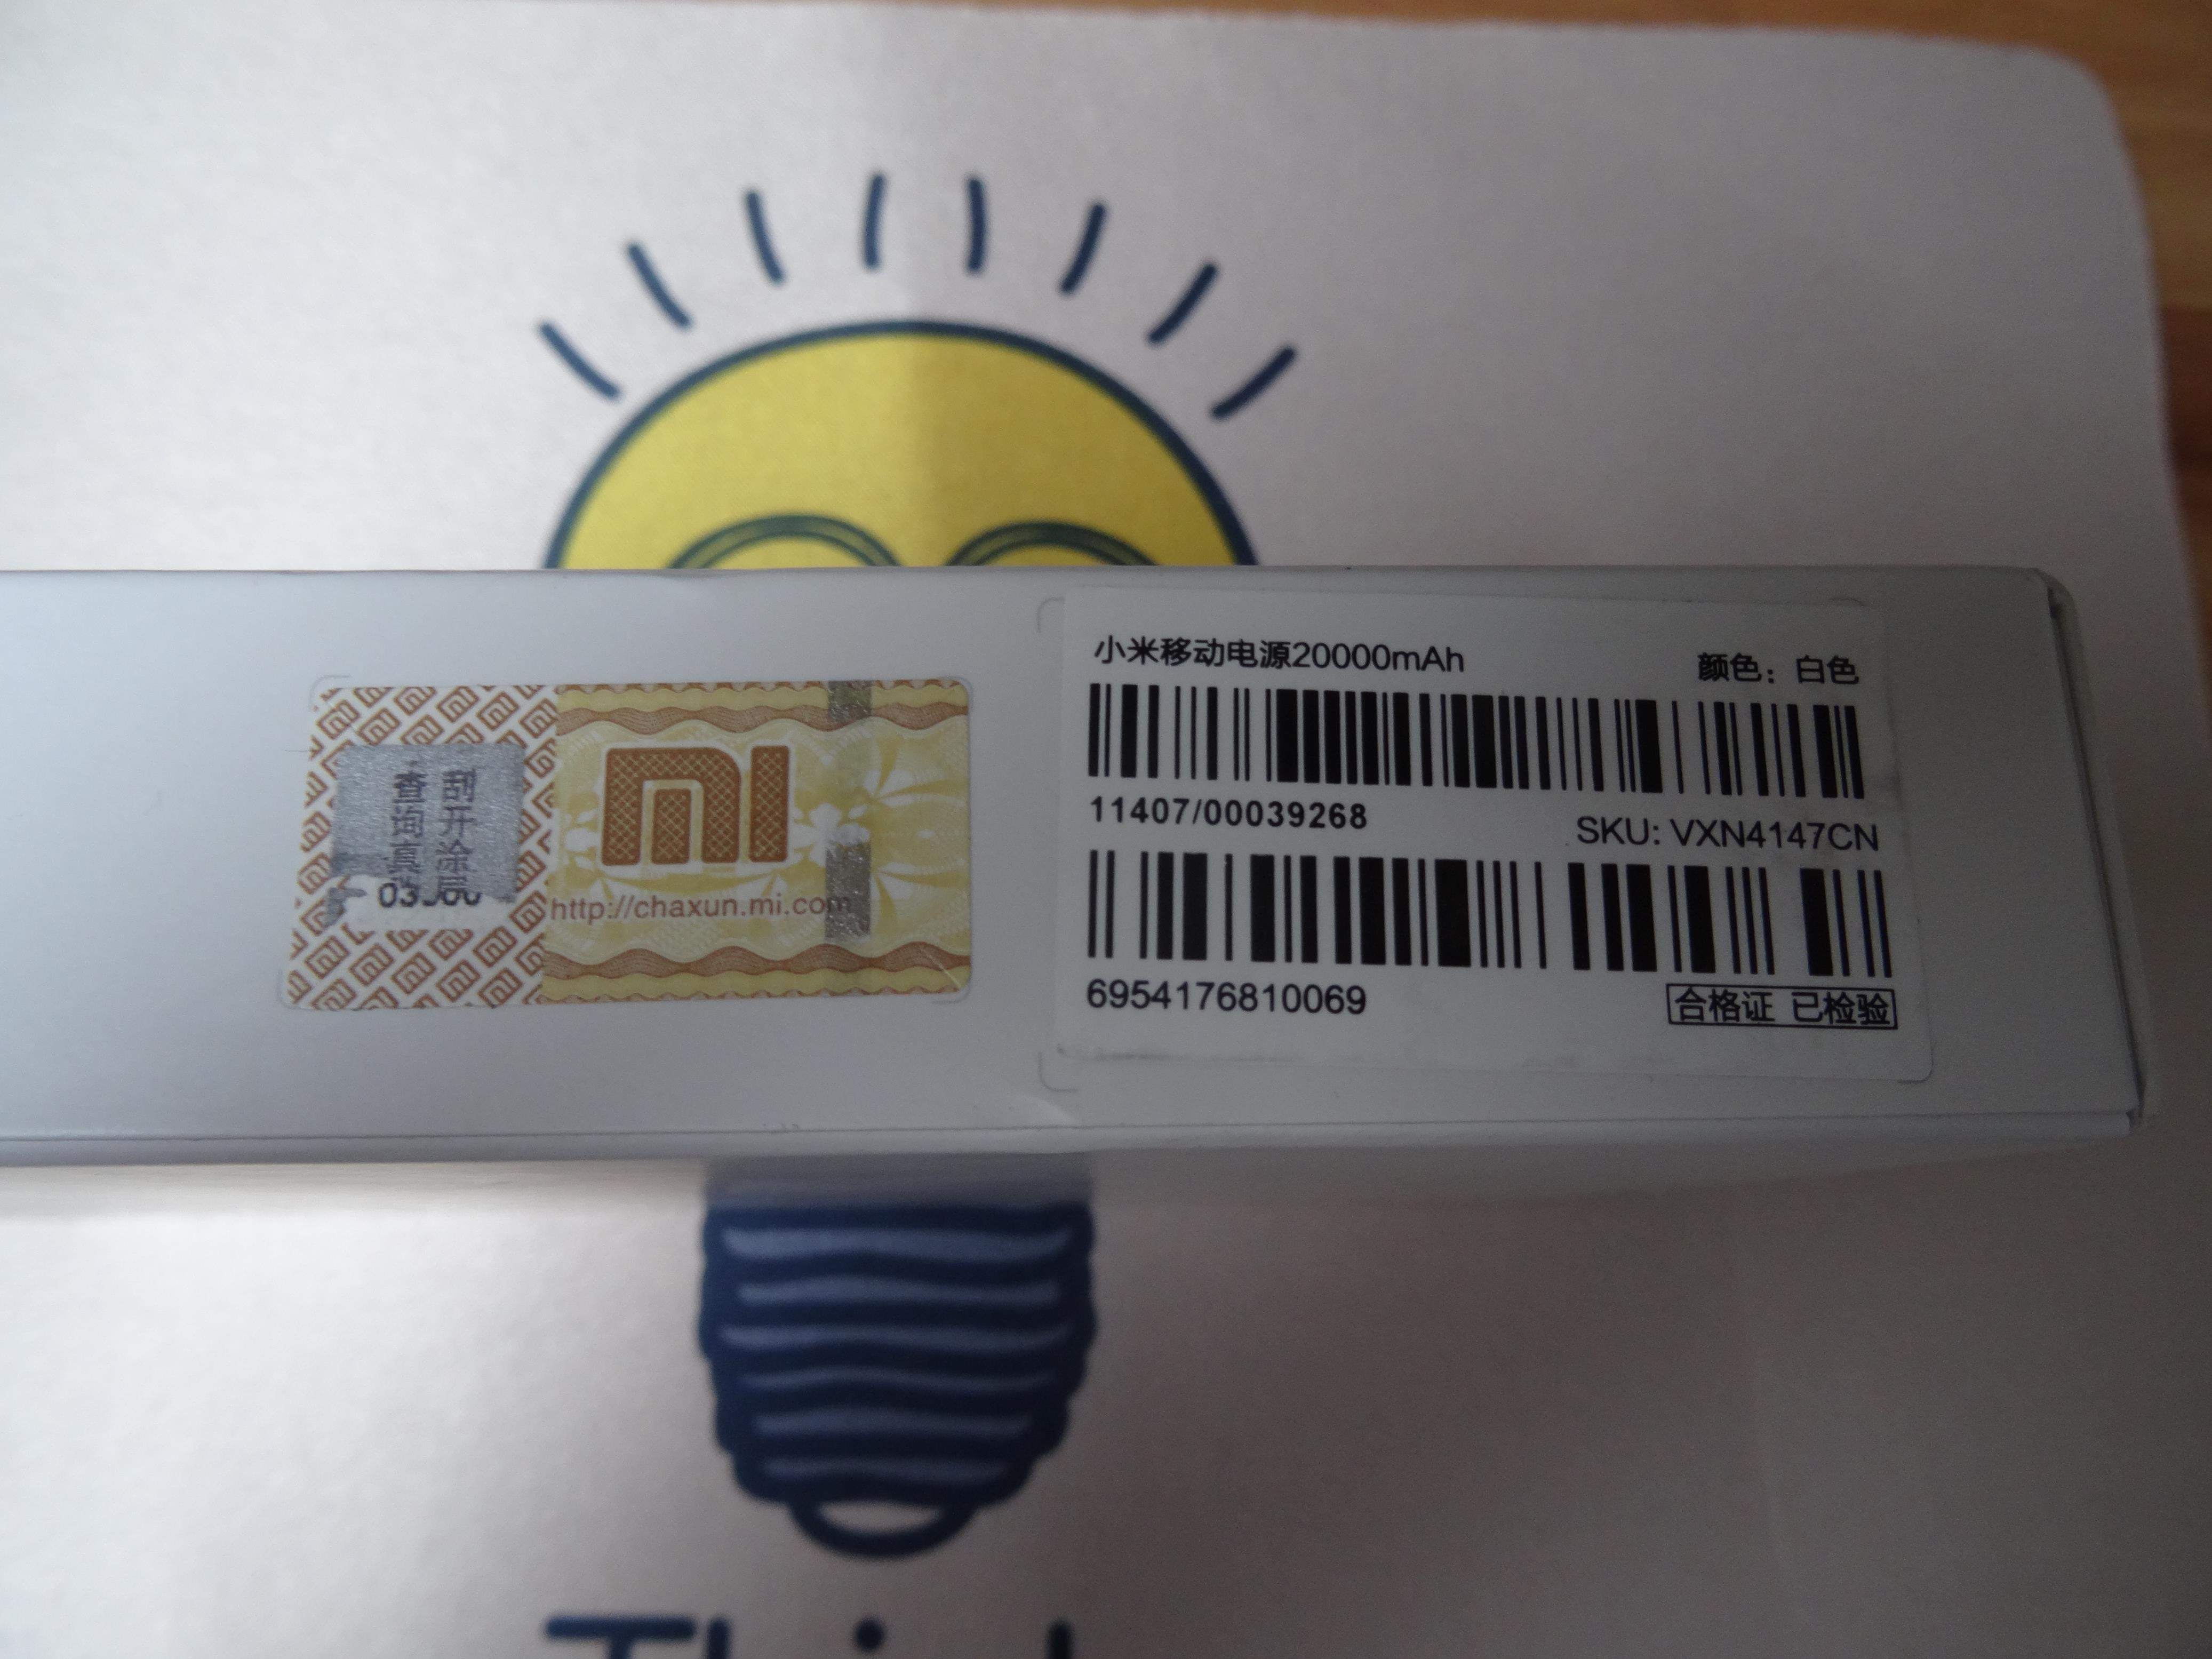 小米移动电源20000mAh
颜色：白色
11407/00039268
SKU: VXN4147CN
6954176810069
合格证 已检验
刮开涂层
查询真
mi
http://chaxun.mi.com